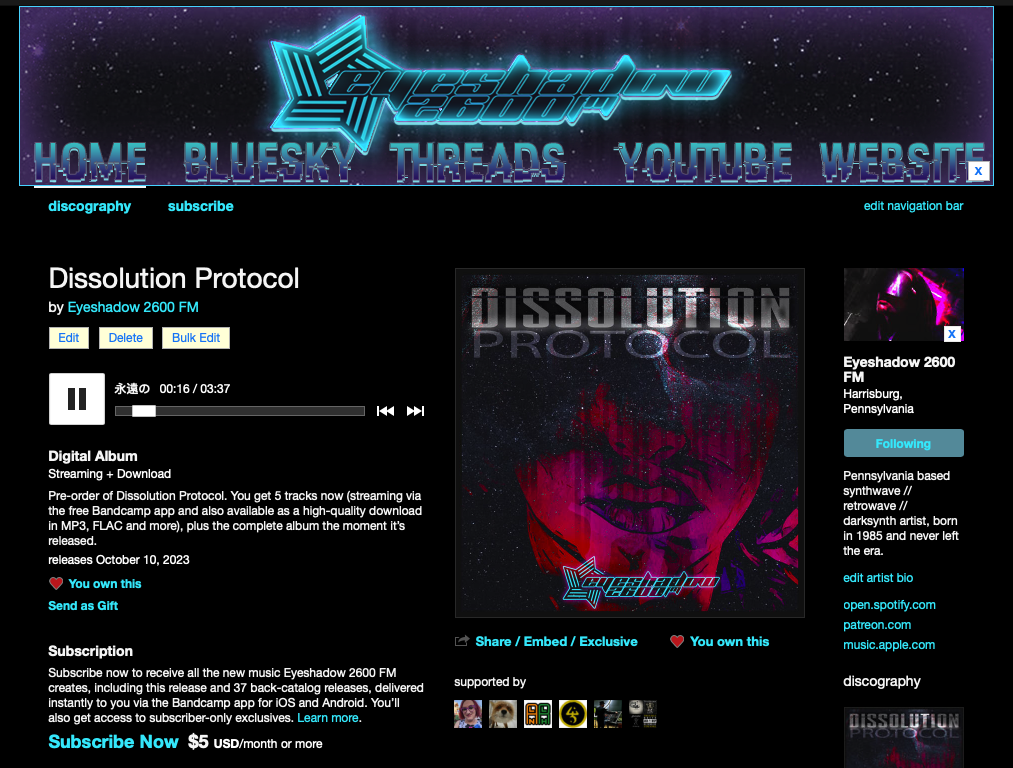 eyeshadow
2600FM
HOME BLUESKY THREADS YOUTUBE WEBSITE
X
discography subscribe edit navigation bar
Dissolution Protocol
by Eyeshadow 2600 FM
Edit Delete Bulk Edit
永遠の 00:16 / 03:37
Digital Album
Streaming + Download
Pre-order of Dissolution Protocol. You get 5 tracks now (streaming via
the free Bandcamp app and also available as a high-quality download
in MP3, FLAC and more), plus the complete album the moment it's
released.
releases October 10, 2023
You own this
Send as Gift
Subscription
Subscribe now to receive all the new music Eyeshadow 2600 FM
creates, including this release and 37 back-catalog releases, delivered
instantly to you via the Bandcamp app for iOS and Android. You'll
also get access to subscriber-only exclusives. Learn more.
Subscribe Now $5 USD/month or more
DISSOLUTION
PROTOCOL
eyeshadow
2600FM
Share / Embed / Exclusive You own this
supported by
X
Eyeshadow 2600
FM
Harrisburg,
Pennsylvania
Following
Pennsylvania based
synthwave //
retrowave //
darksynth artist, born
in 1985 and never left
the era.
edit artist bio
open.spotify.com
patreon.com
music.apple.com
discography
DISSOLUTION
PROTOCOL